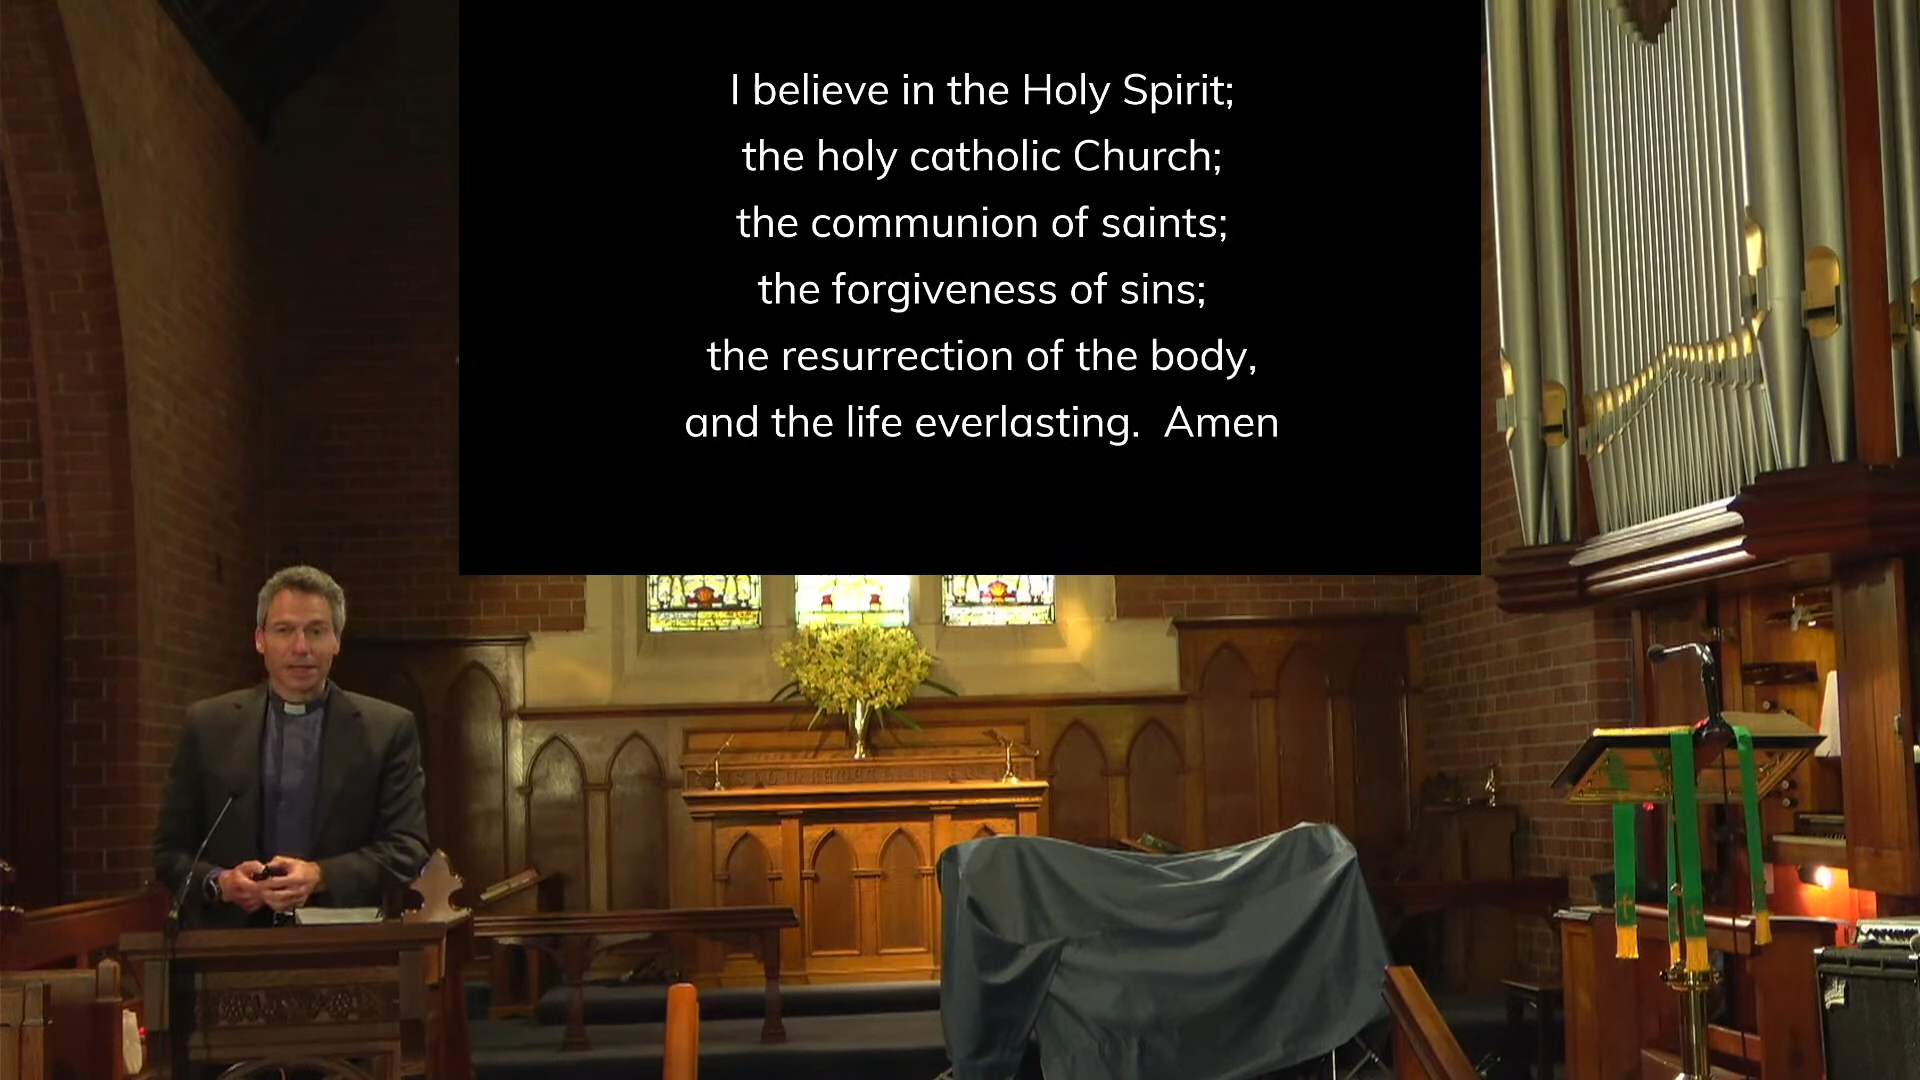 I believe in the Holy Spirit;
the holy catholic Church;
the communion of saints;
the forgiveness of sins;
the resurrection of the body,
and the life everlasting.  Amen